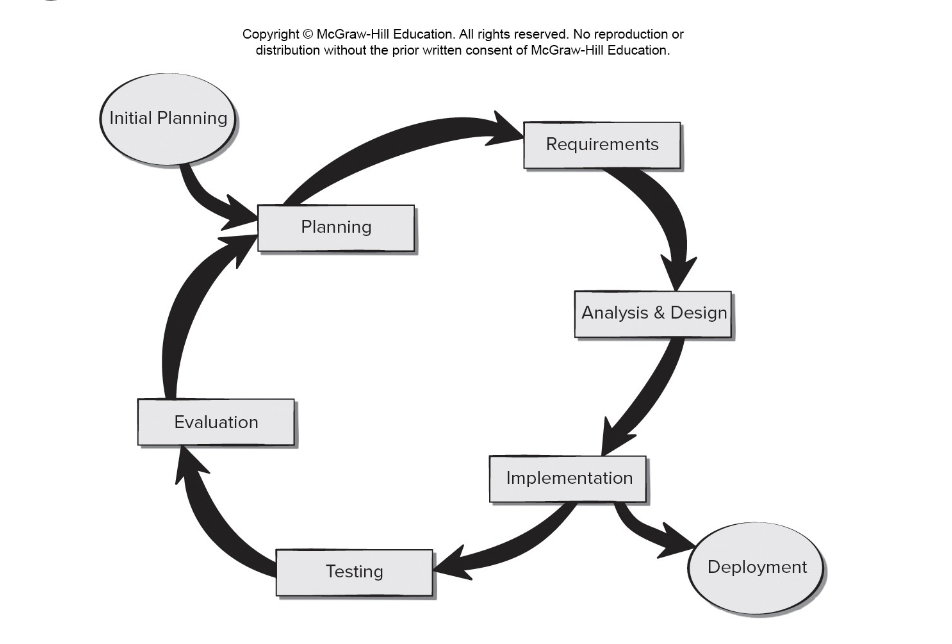 Copyright © McGraw-Hill Education. All rights reserved. No reproduction or
distribution without the prior written consent of McGraw-Hill Education.
Initial Planning
Requirements
Planning
Analysis & Design
Evaluation
Implementation
Testing
Deployment